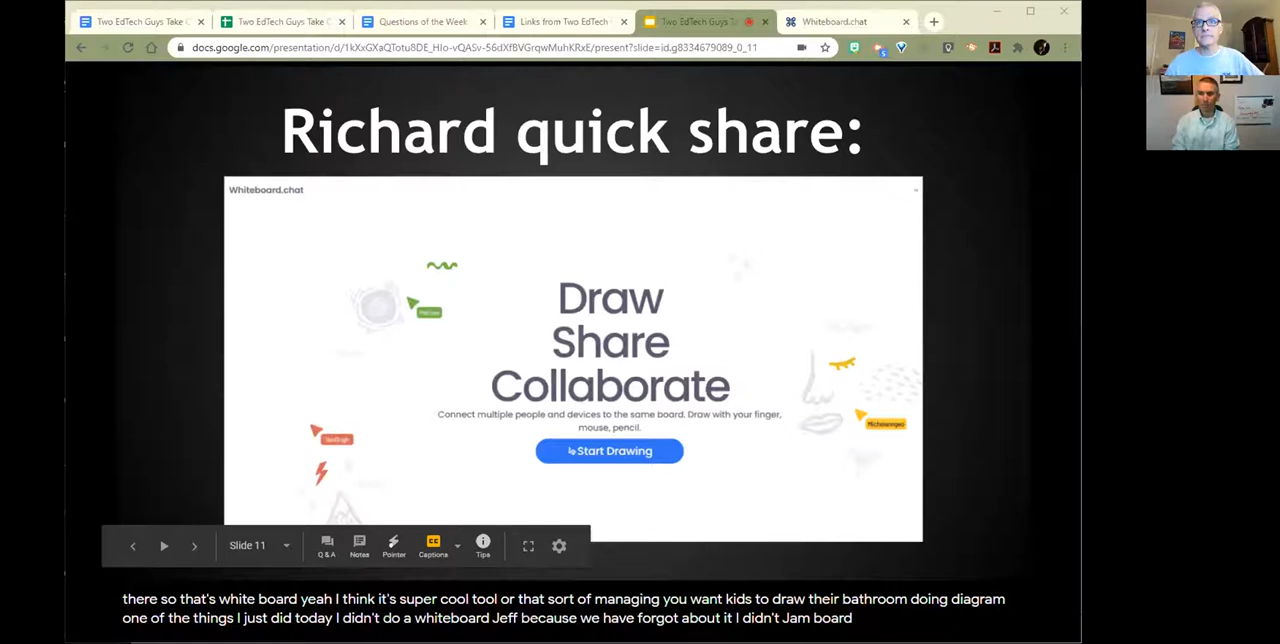 Two EdTech Guys Take C
Two EdTech Guys Take C
Questions of the Week
Links from Two EdTech
Two EdTech Guys Ta
Whiteboard.chat
docs.google.com/presentation/d/1kXxGXaQTotu8DE_Hlo-vQASv-56dXfBVGrqwMuhKRxE/present?slide=id.g8334679089_0_11
Richard quick share:
Whiteboard.chat
Draw
Share
Collaborate
Connect multiple people and devices to the same board. Draw with your finger,
mouse, pencil.
Start Drawing
Michelangelo
Slide 11
Q & A
Notes
Pointer
CC
Captions
Tips
there so that's white board yeah I think it's super cool tool or that sort of managing you want kids to draw their bathroom doing diagram
one of the things I just did today I didn't do a whiteboard Jeff because we have forgot about it I didn't Jam board